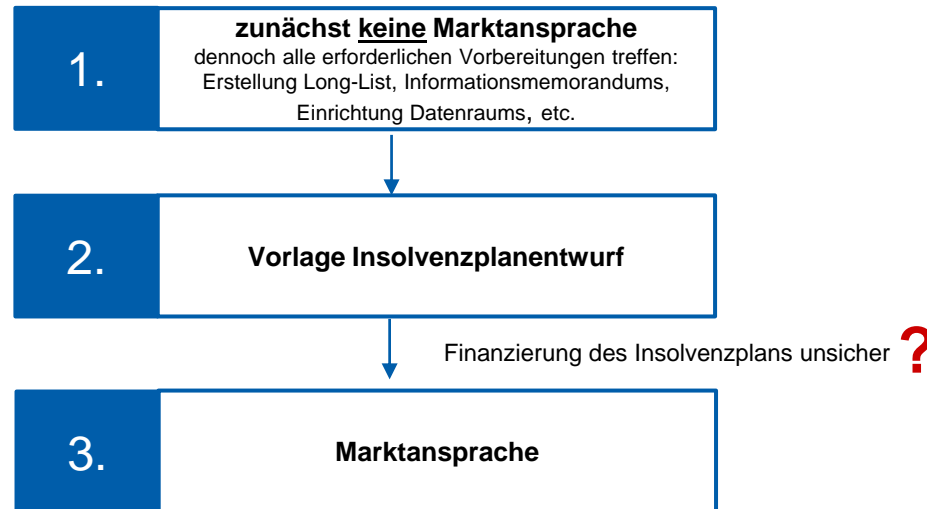 1.
zunächst keine Marktansprache
dennoch alle erforderlichen Vorbereitungen treffen:
Erstellung Long-List, Informationsmemorandums,
Einrichtung Datenraums, etc.
2.
Vorlage Insolvenzplanentwurf
Finanzierung des Insolvenzplans unsicher ?
3.
Marktansprache